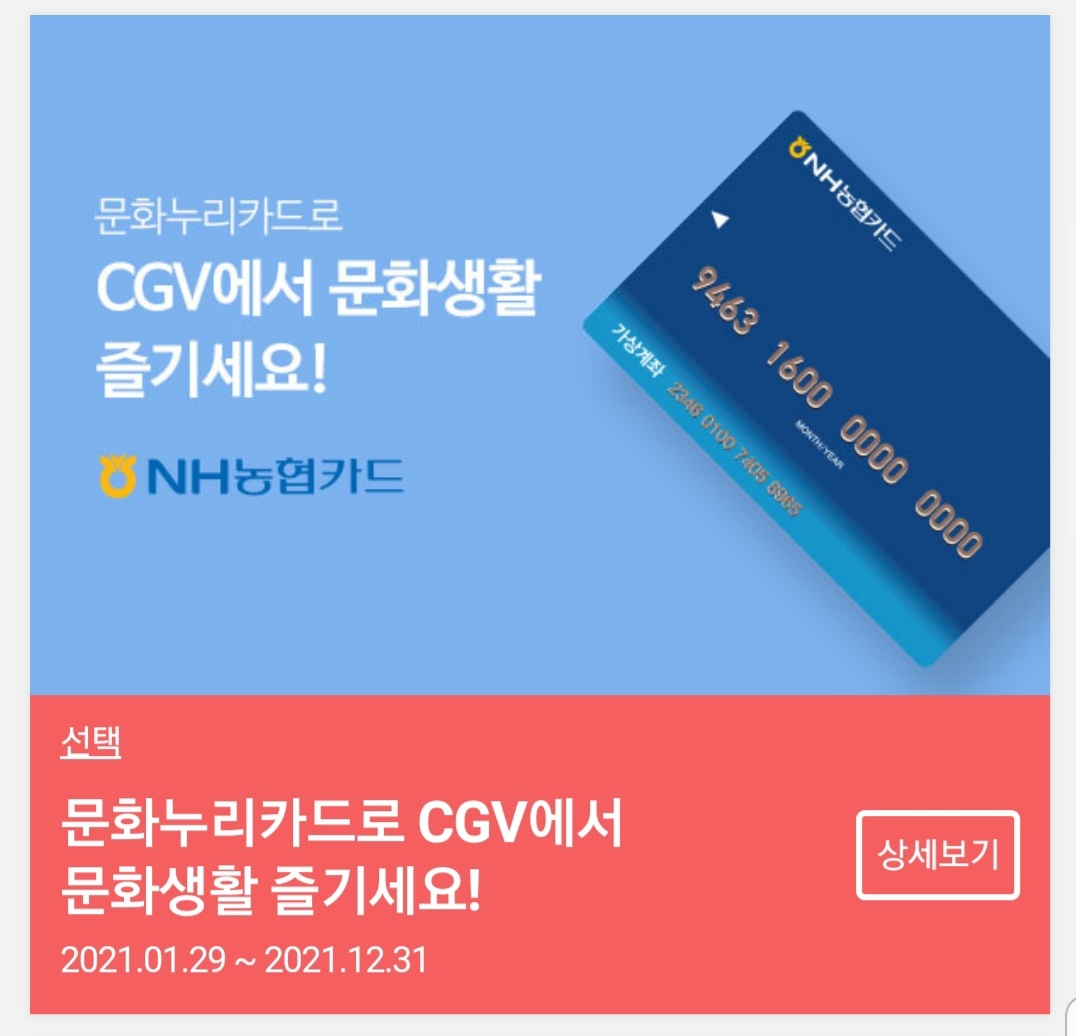 문화누리카드로
CGV에서 문화생활
즐기세요!
NH농협카드
NH농협카드
9463 1600 0000 0000
MONTH/YEAR
가상계좌 2346 0100 7405 6965
선택
문화누리카드로 CGV에서
문화생활 즐기세요!
2021.01.29 ~ 2021.12.31
상세보기